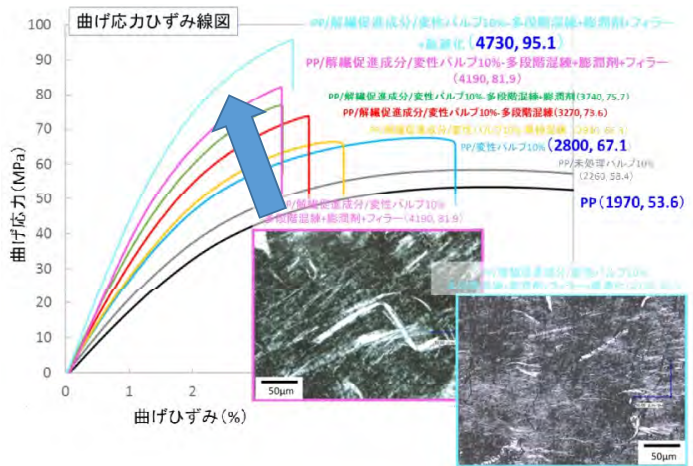 曲げ応力ひずみ線図
PP/解繊促進成分/変性パルプ10%-多段階混練+膨潤剤+フィラー
(4730, 95.1)
PP/解繊促進成分/変性パルプ10%-多段階混練+膨潤剤+フィラー
(4190, 81.9)
PP/解繊促進成分/変性パルプ10%-多段階混練+膨潤剤(3740, 75.7)
PP/解繊促進成分/変性パルプ10%-多段階混練(3270, 73.6)
PP/変性パルプ10% (2800, 67.1)
PP/未処理パルプ10%
(2260, 58.4)
PP(1970, 53.6)
PP/解繊促進成分/変性パルプ10%
多段階混練+膨潤剤+フィラー(4190, 81.9)
曲げ応力(MPa)
100
90
80
70
60
50
40
30
20
10
0
0
1
2
曲げひずみ(%)
50μm
50μm